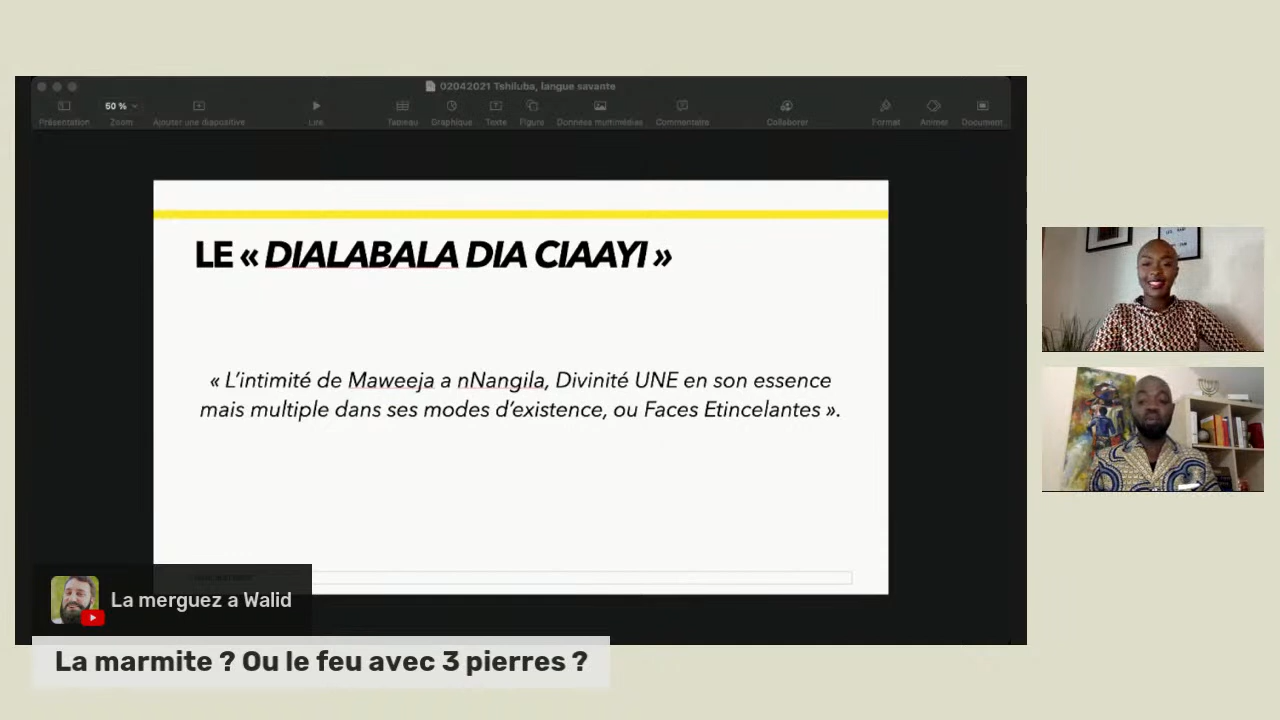 02042021 Tshiluba, langue savante
50 %
Présentation Zoom Ajouter une diapositive Lire Tableau Graphique Texte Figure Données multimédias Commentaire Collaborer Format Animer Document
LE « DIALABALA DIA CIAAYI »
« L’intimité de Maweeja a nNangila, Divinité UNE en son essence
mais multiple dans ses modes d’existence, ou Faces Etincelantes ».
La merguez a Walid
La marmite ? Ou le feu avec 3 pierres ?